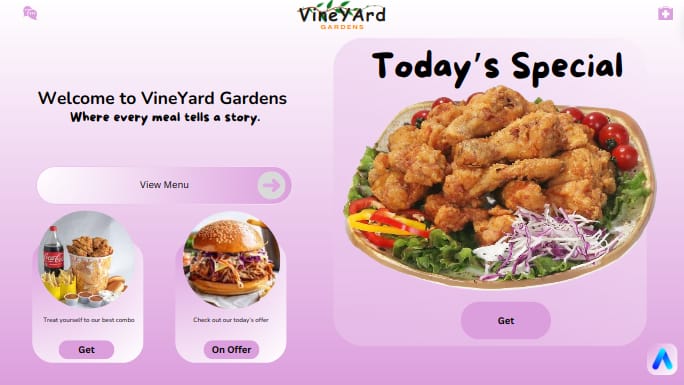 VineYArd
GARDENS
Today's Special
Welcome to VineYard Gardens
Where every meal tells a story.
View Menu
Treat yourself to our best combo
Get
Check out our today's offer
On Offer
Get